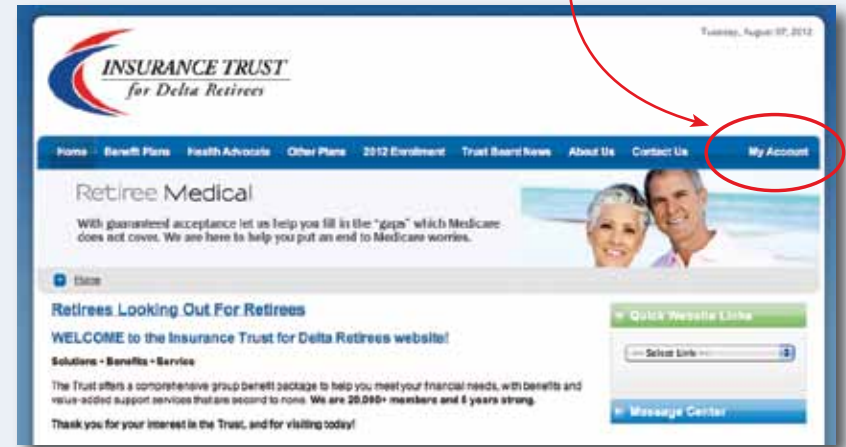 Tuesday, August 07, 2012
INSURANCE TRUST
for Delta Retirees
Home Benefit Plans Health Advocate Other Plans 2012 Enrollment Trust Board News About Us Contact Us My Account
Retiree Medical
With guaranteed acceptance let us help you fill in the "gaps" which Medicare
does not cover. We are here to help you put an end to Medicare worries.
Home
Retirees Looking Out For Retirees
Quick Website Links
WELCOME to the Insurance Trust for Delta Retirees website!
Solutions • Benefits • Service
-- Select Link --
The Trust offers a comprehensive group benefit package to help you meet your financial needs, with benefits and
value-added support services that are second to none. We are 20,000+ members and 5 years strong.
Message Center
Thank you for your interest in the Trust, and for visiting today!